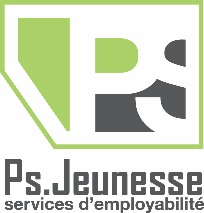 PS
Ps.Jeunesse
services d'employabilité